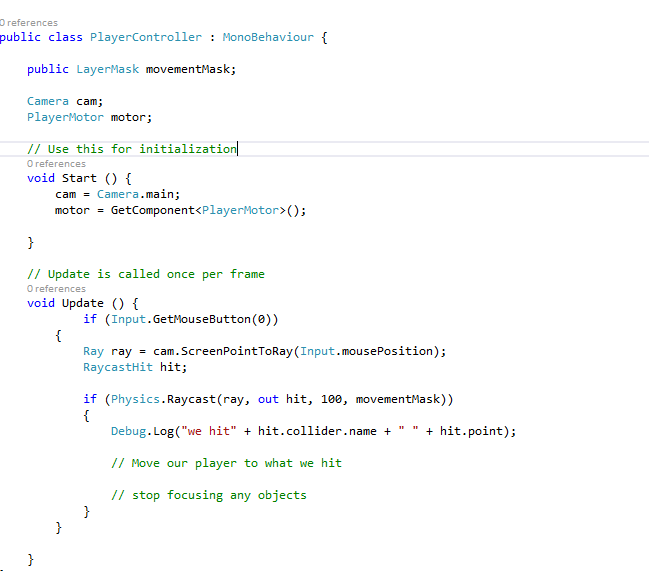 0 references
public class PlayerController : MonoBehaviour {
public LayerMask movementMask;
Camera cam;
PlayerMotor motor;
// Use this for initialization
0 references
void Start () {
cam = Camera.main;
motor = GetComponent<PlayerMotor>();
}
// Update is called once per frame
0 references
void Update () {
if (Input.GetMouseButton(0))
{
Ray ray = cam.ScreenPointToRay(Input.mousePosition);
RaycastHit hit;
if (Physics.Raycast(ray, out hit, 100, movementMask))
{
Debug.Log("we hit" + hit.collider.name + " " + hit.point);
// Move our player to what we hit
// stop focusing any objects
}
}
}